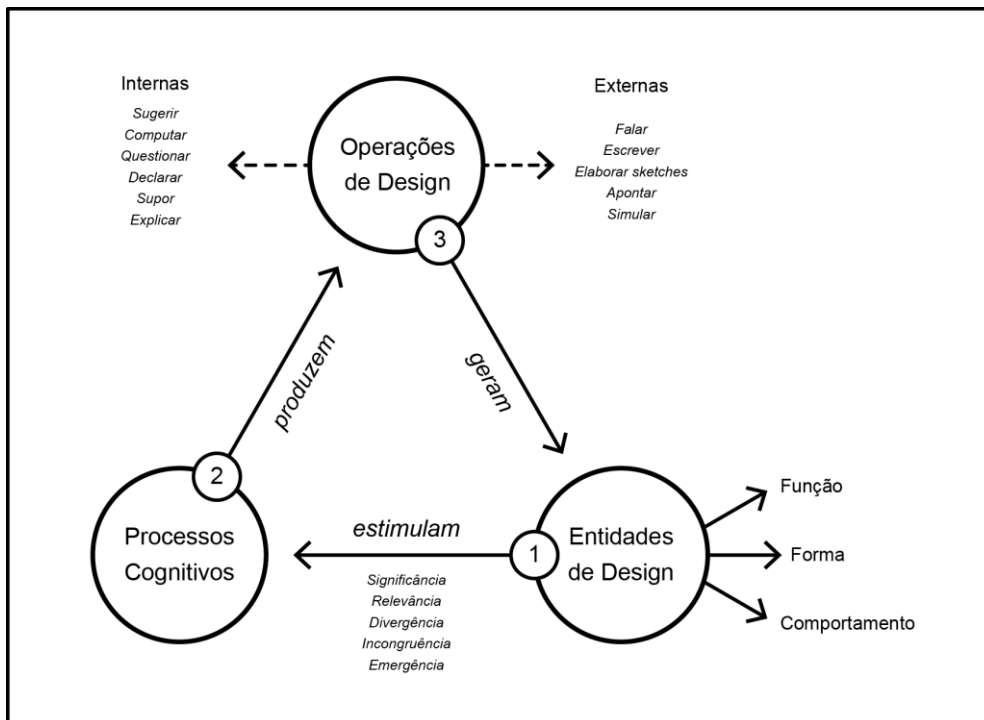 Internas
Sugerir
Computar
Questionar
Declarar
Supor
Explicar
Operações
de Design
3
Externas
Falar
Escrever
Elaborar sketches
Apontar
Simular
produzem
geram
2
Processos
Cognitivos
estimulam
Significância
Relevância
Divergência
Incongruência
Emergência
1
Entidades
de Design
Função
Forma
Comportamento